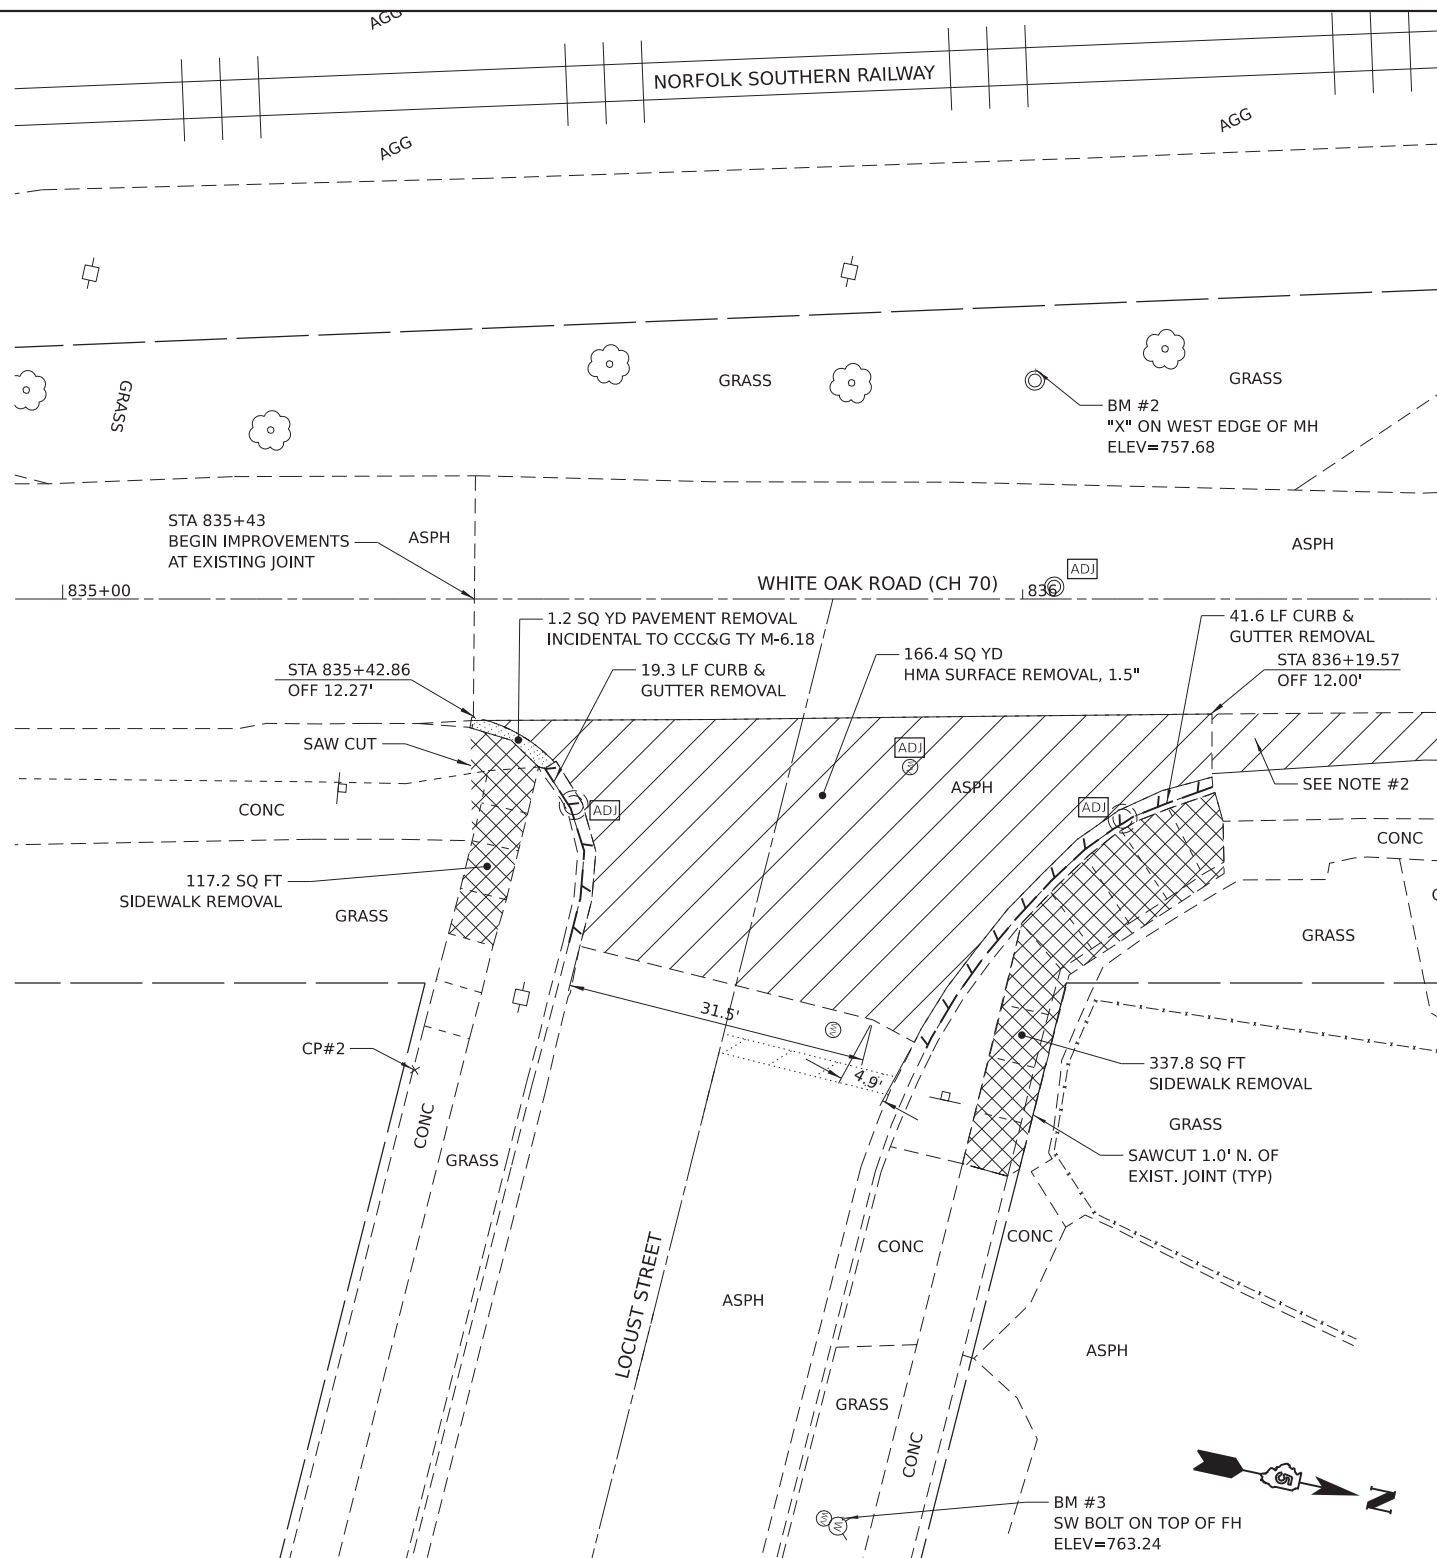 AGG
NORFOLK SOUTHERN RAILWAY
AGG
AGG
GRASS
GRASS
GRASS
BM #2
"X" ON WEST EDGE OF MH
ELEV=757.68
STA 835+43
BEGIN IMPROVEMENTS
AT EXISTING JOINT
ASPH
ASPH
ADJ
835+00
WHITE OAK ROAD (CH 70)
836
1.2 SQ YD PAVEMENT REMOVAL
INCIDENTAL TO CCC&G TY M-6.18
41.6 LF CURB &
GUTTER REMOVAL
166.4 SQ YD
HMA SURFACE REMOVAL, 1.5"
STA 835+42.86
OFF 12.27'
19.3 LF CURB &
GUTTER REMOVAL
STA 836+19.57
OFF 12.00'
SAW CUT
ADJ
W
ASPH
SEE NOTE #2
CONC
ADJ
ADJ
CONC
117.2 SQ FT
SIDEWALK REMOVAL
GRASS
GRASS
31.5'
W
CP#2
4.9'
337.8 SQ FT
SIDEWALK REMOVAL
CONC
GRASS
GRASS
SAWCUT 1.0' N. OF
EXIST. JOINT (TYP)
CONC
CONC
LOCUST STREET
ASPH
ASPH
GRASS
CONC
5
N
BM #3
SW BOLT ON TOP OF FH
ELEV=763.24